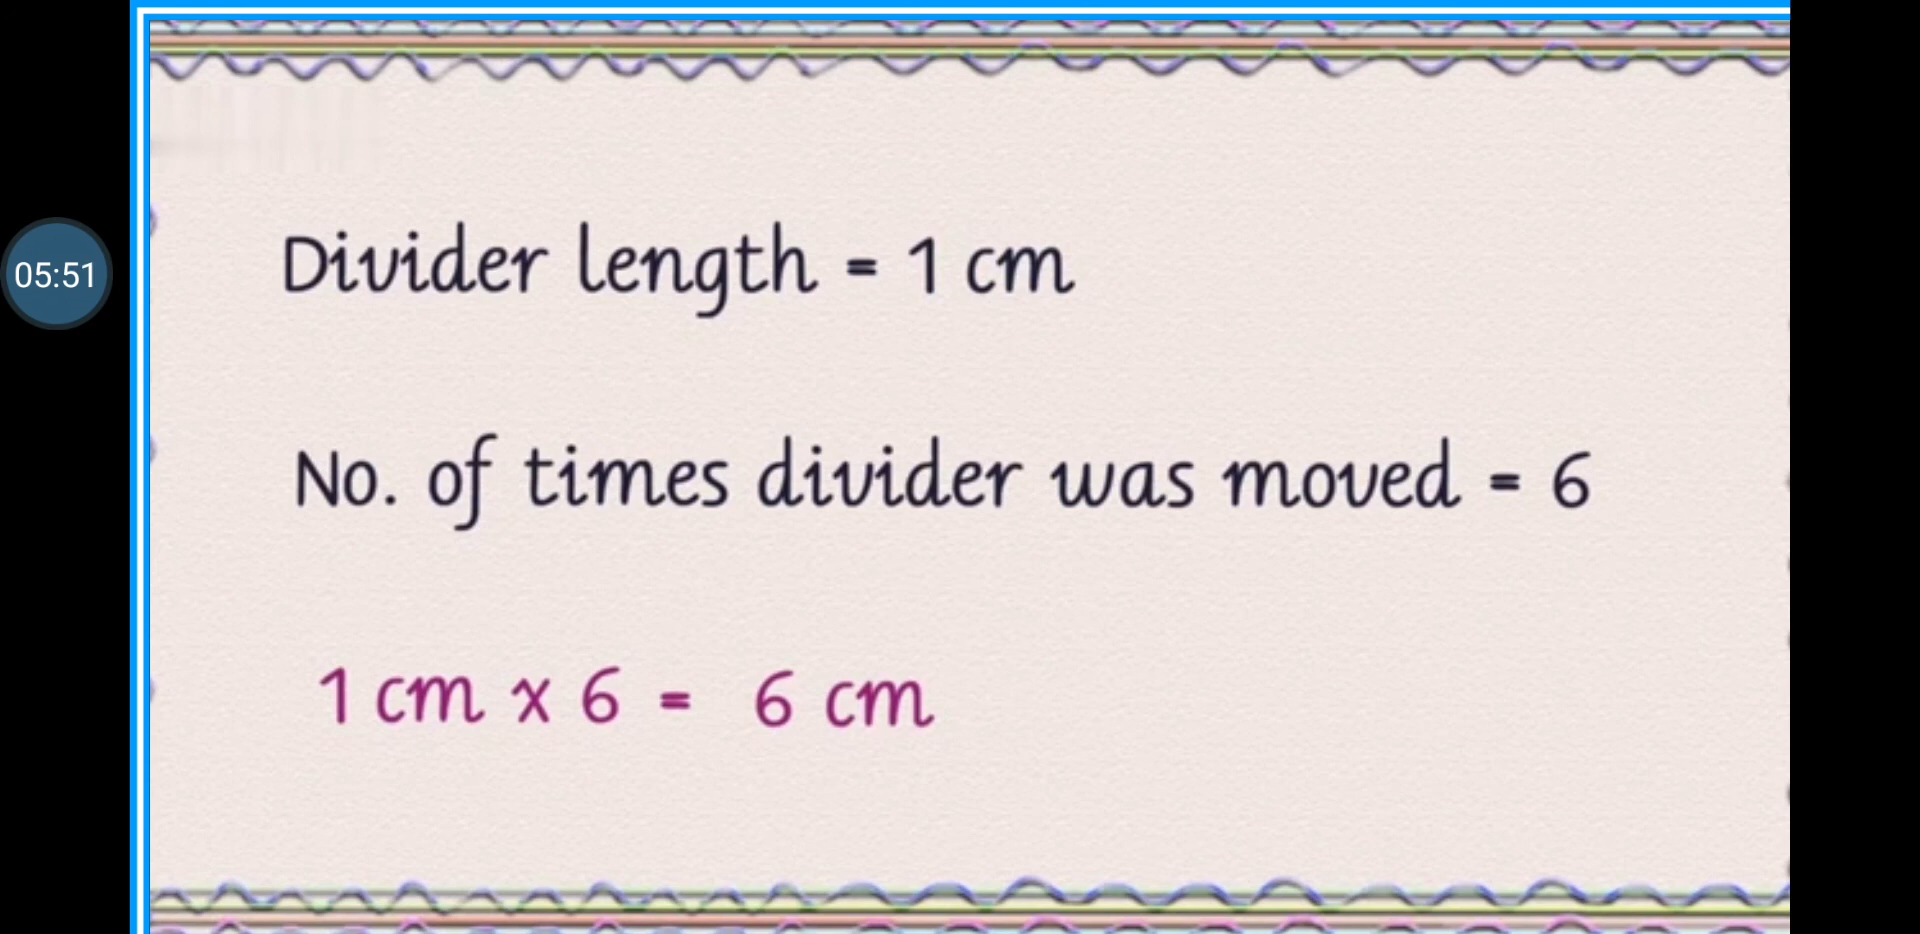 05:51
Divider length = 1 cm
No. of times divider was moved = 6
1 cm x 6 = 6 cm